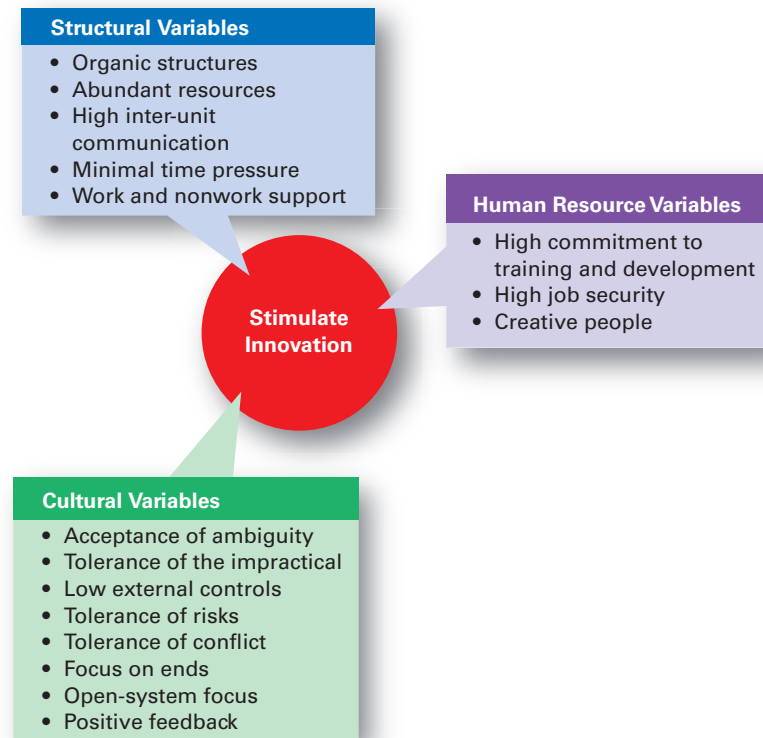 Structural Variables
• Organic structures
• Abundant resources
• High inter-unit
communication
• Minimal time pressure
• Work and nonwork support
Human Resource Variables
• High commitment to
training and development
• High job security
• Creative people
Stimulate
Innovation
Cultural Variables
• Acceptance of ambiguity
• Tolerance of the impractical
• Low external controls
• Tolerance of risks
• Tolerance of conflict
• Focus on ends
• Open-system focus
• Positive feedback